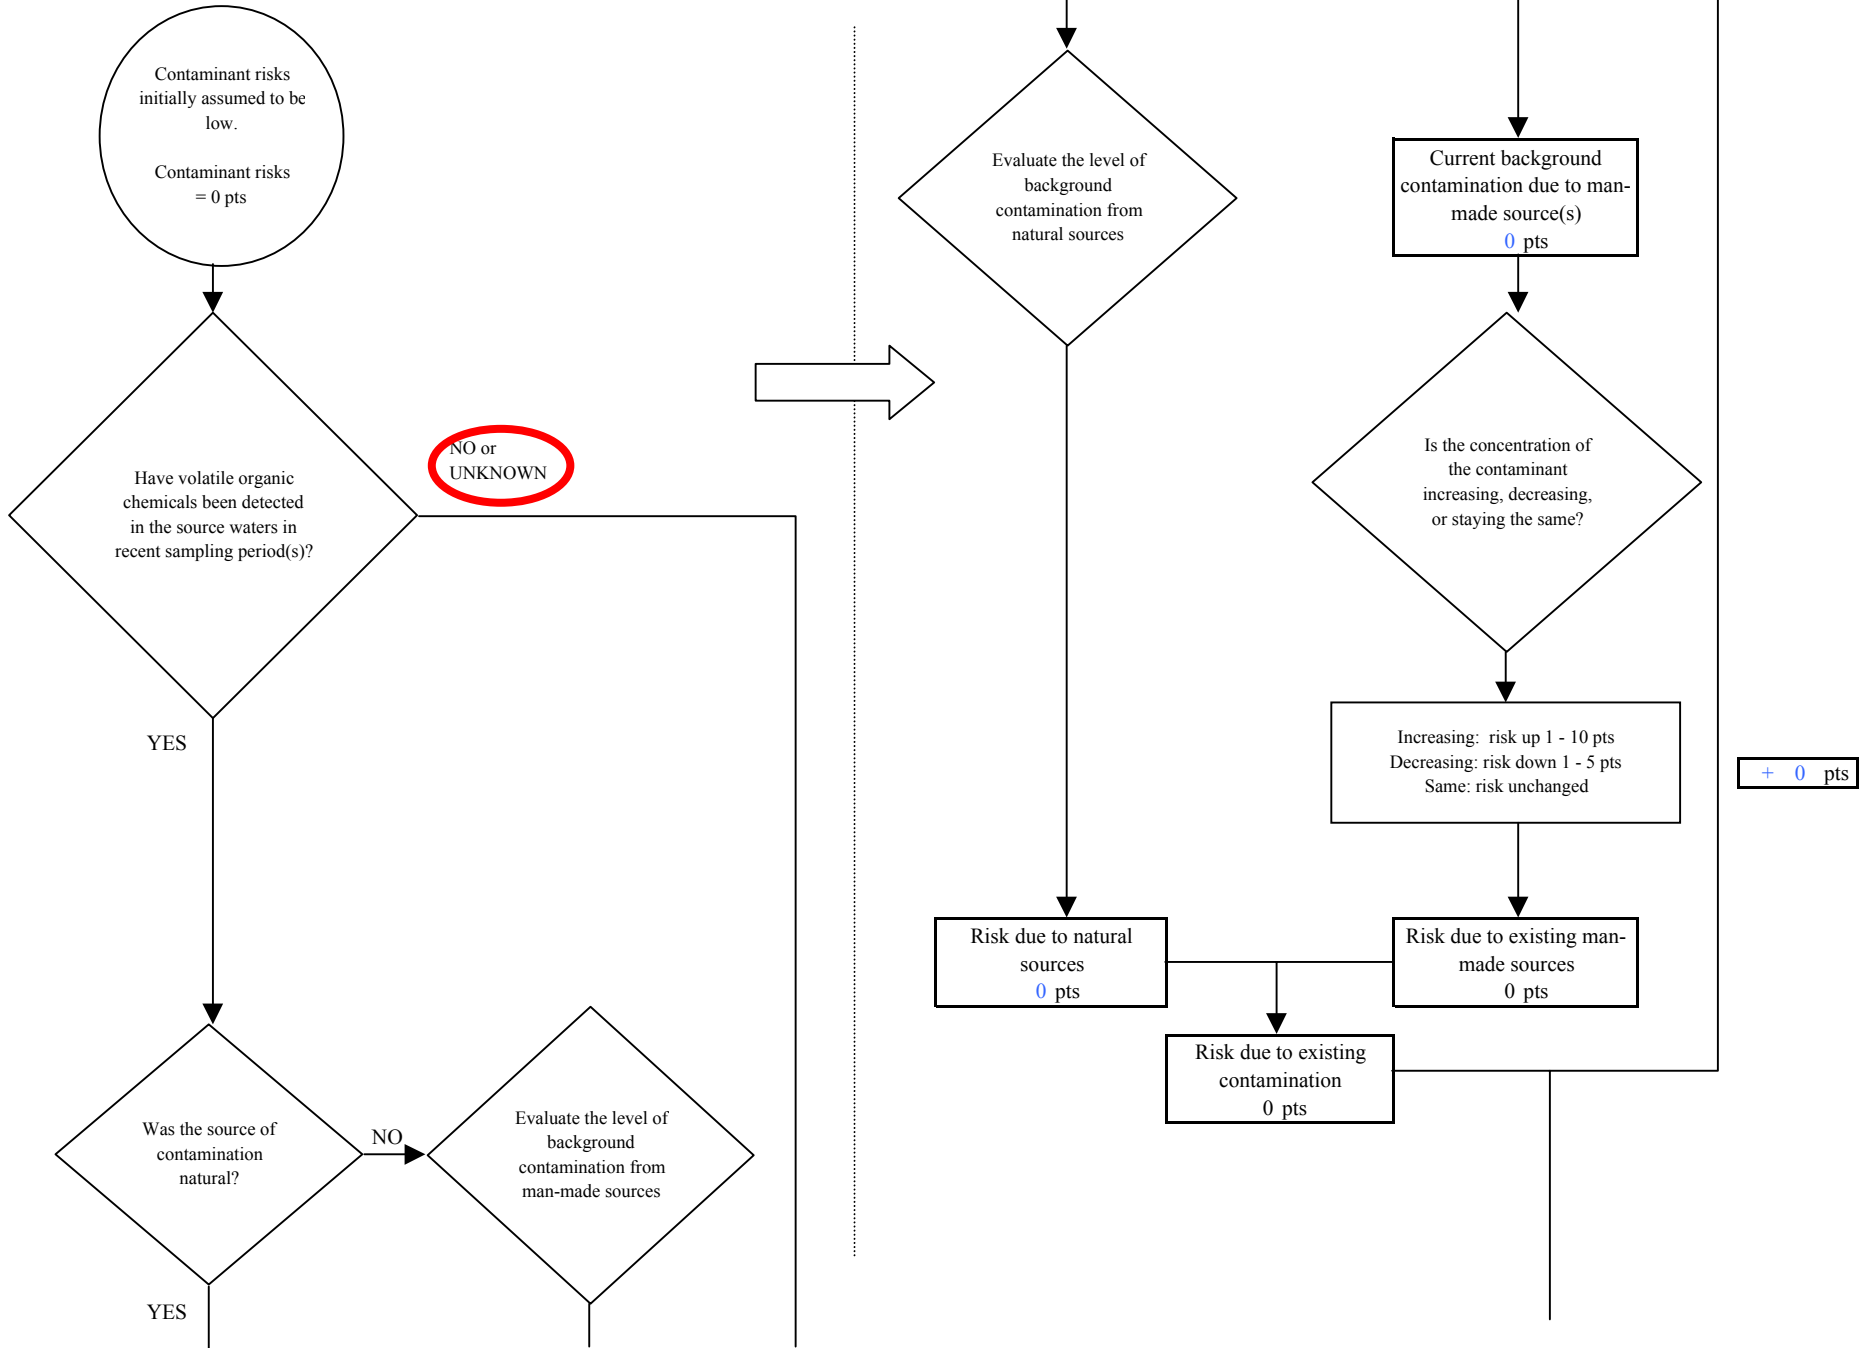 Contaminant risks
initially assumed to be
low.
Contaminant risks
= 0 pts
Have volatile organic
chemicals been detected
in the source waters in
recent sampling period(s)?
NO or
UNKNOWN
YES
Was the source of
contamination
natural?
NO
Evaluate the level of
background
contamination from
man-made sources
YES
Evaluate the level of
background
contamination from
natural sources
Current background
contamination due to man-
made source(s)
0 pts
Is the concentration of
the contaminant
increasing, decreasing,
or staying the same?
Increasing: risk up 1 - 10 pts
Decreasing: risk down 1 - 5 pts
Same: risk unchanged
+ 0 pts
Risk due to natural
sources
0 pts
Risk due to existing man-
made sources
0 pts
Risk due to existing
contamination
0 pts